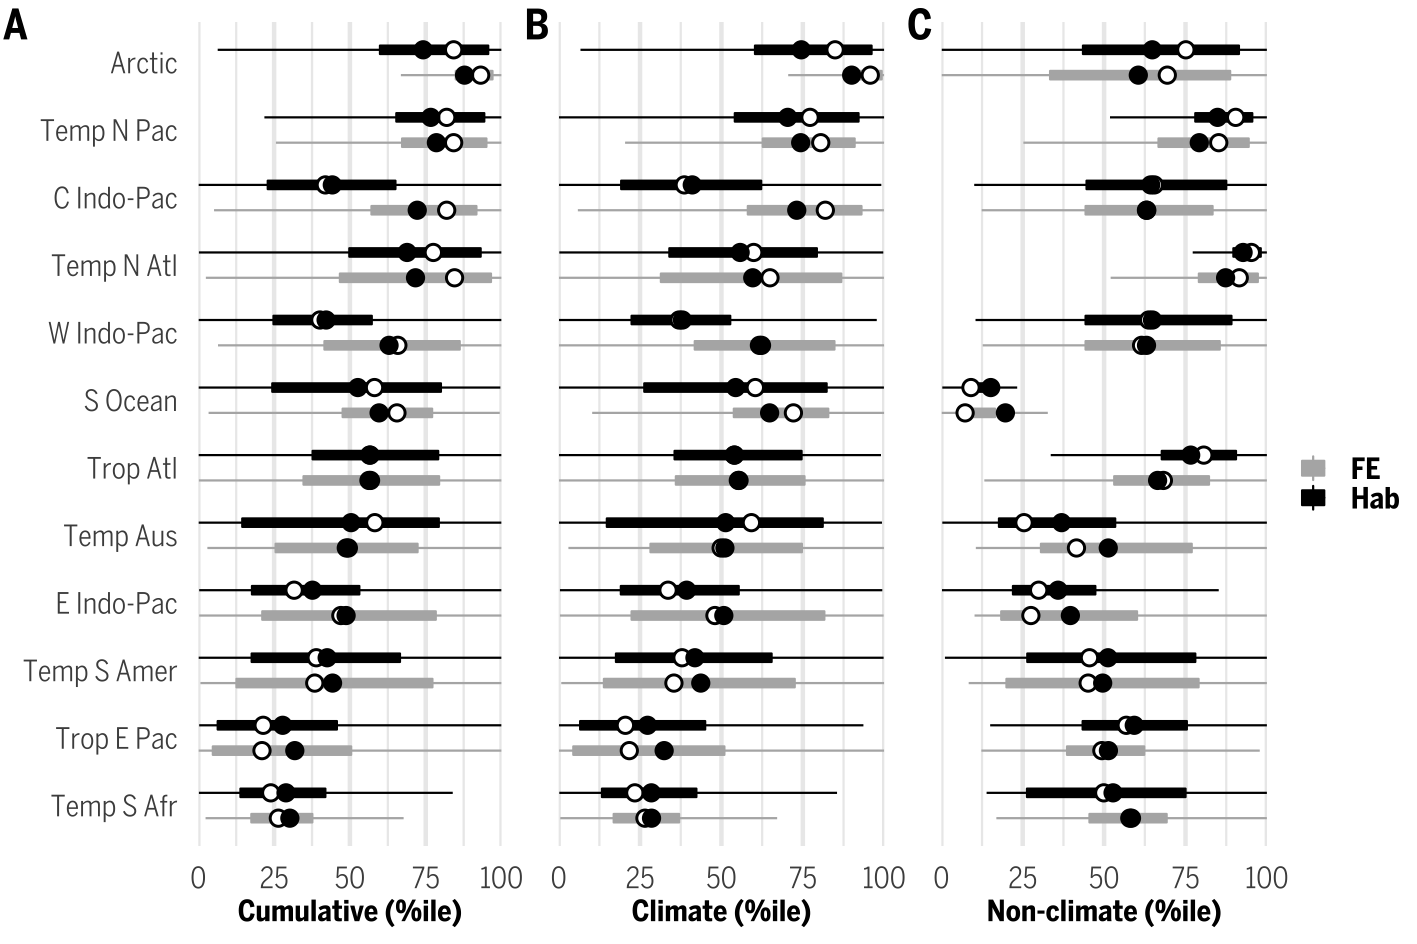 A
B
C
Arctic
Temp N Pac
C Indo-Pac
Temp N Atl
W Indo-Pac
S Ocean
Trop Atl
Temp Aus
E Indo-Pac
Temp S Amer
Trop E Pac
Temp S Afr
FE
Hab
0 25 50 75 100
0 25 50 75 100
0 25 50 75 100
Cumulative (%ile)
Climate (%ile)
Non-climate (%ile)